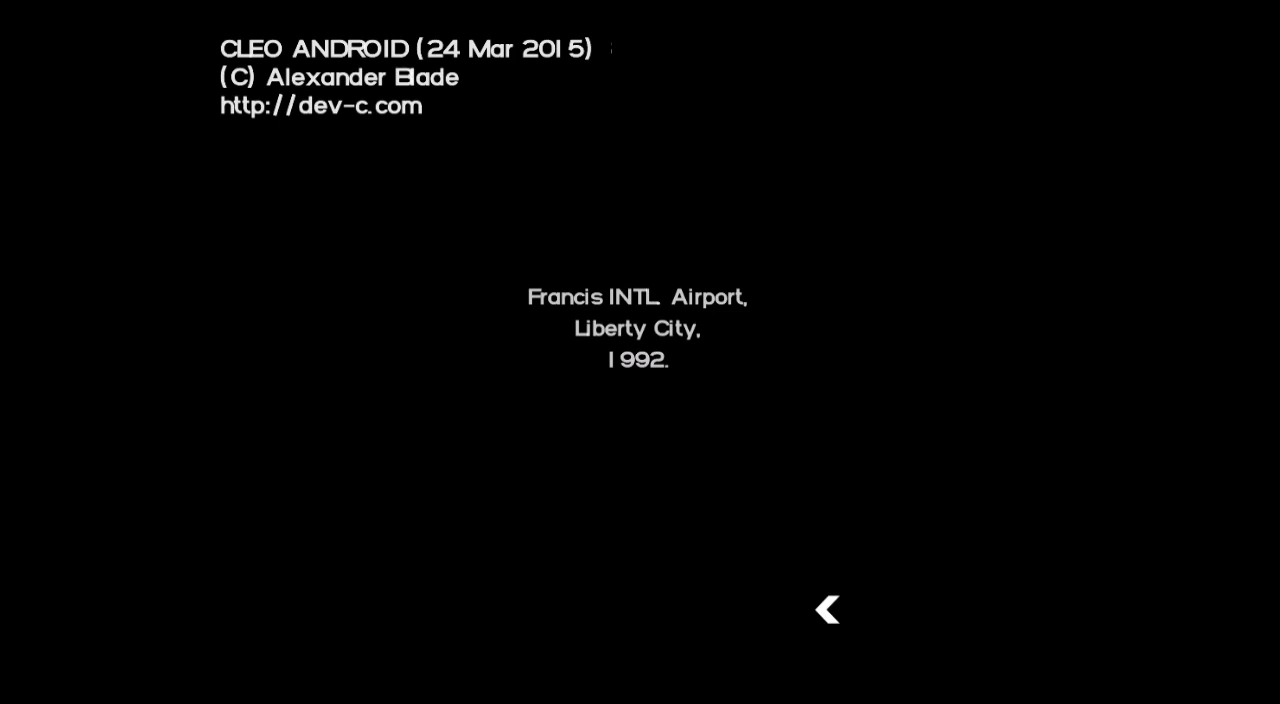 CLEO ANDROID (24 Mar 2015)
(C) Alexander Blade
http://dev-c.com
Francis INTL. Airport,
Liberty City,
1992.